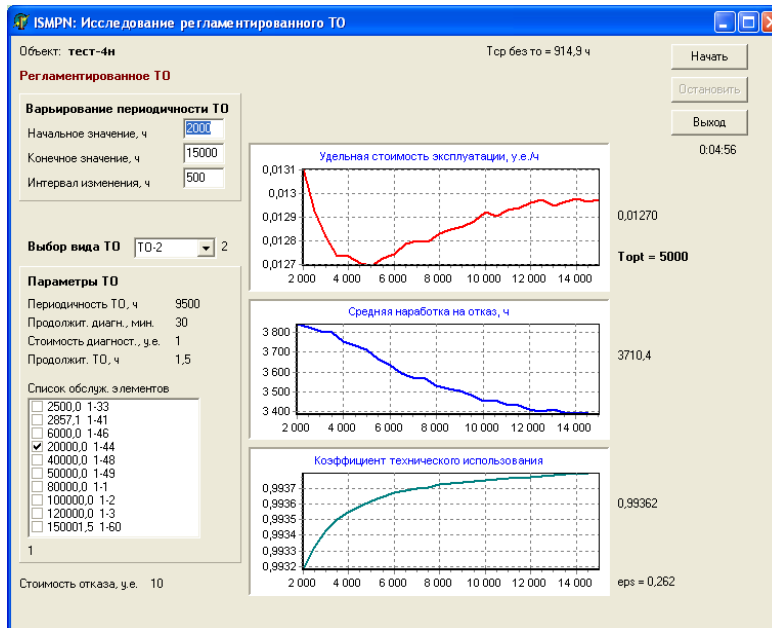 ISMPN: Исследование регламентированного ТО
Объект: тест-4н
Тср без то = 914,9 ч
Регламентированное ТО
Варьирование периодичности ТО
Начальное значение, ч 2000
Конечное значение, ч 15000
Интервал изменения, ч 500
Выбор вида ТО ТО-2 2
Параметры ТО
Периодичность ТО, ч 9500
Продолжит. диагн., мин. 30
Стоимость диагност., у.е. 1
Продолжит. ТО, ч 1,5
Список обслуж. элементов
2500,0 1-33
2857,1 1-41
6000,0 1-46
20000,0 1-44
40000,0 1-48
50000,0 1-49
80000,0 1-1
100000,0 1-2
120000,0 1-3
150001,5 1-60
1
Стоимость отказа, у.е. 10
Удельная стоимость эксплуатации, у.е./ч
0,0131
0,013
0,0129
0,0128
0,0127
2 000 4 000 6 000 8 000 10 000 12 000 14 000
Средняя наработка на отказ, ч
3 800
3 700
3 600
3 500
3 400
2 000 4 000 6 000 8 000 10 000 12 000 14 000
Коэффициент технического использования
0,9937
0,9936
0,9935
0,9934
0,9933
0,9932
2 000 4 000 6 000 8 000 10 000 12 000 14 000
Начать
Остановить
Выход
0:04:56
0,01270
Topt = 5000
3710,4
0,99362
eps = 0,262